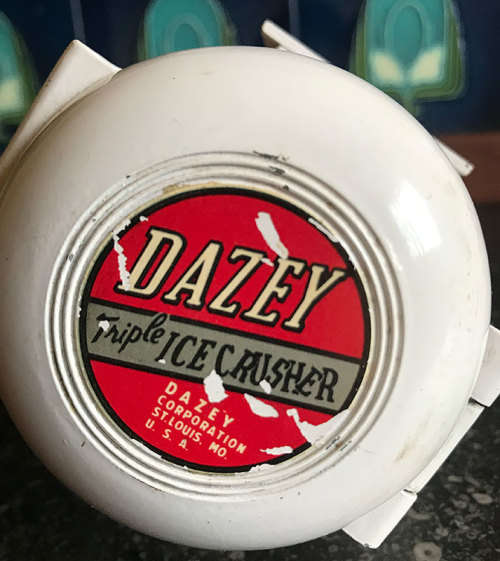 DAZEY
Triple ICE CRUSHER
DAZEY
CORPORATION
ST. LOUIS, MO.
U. S. A.